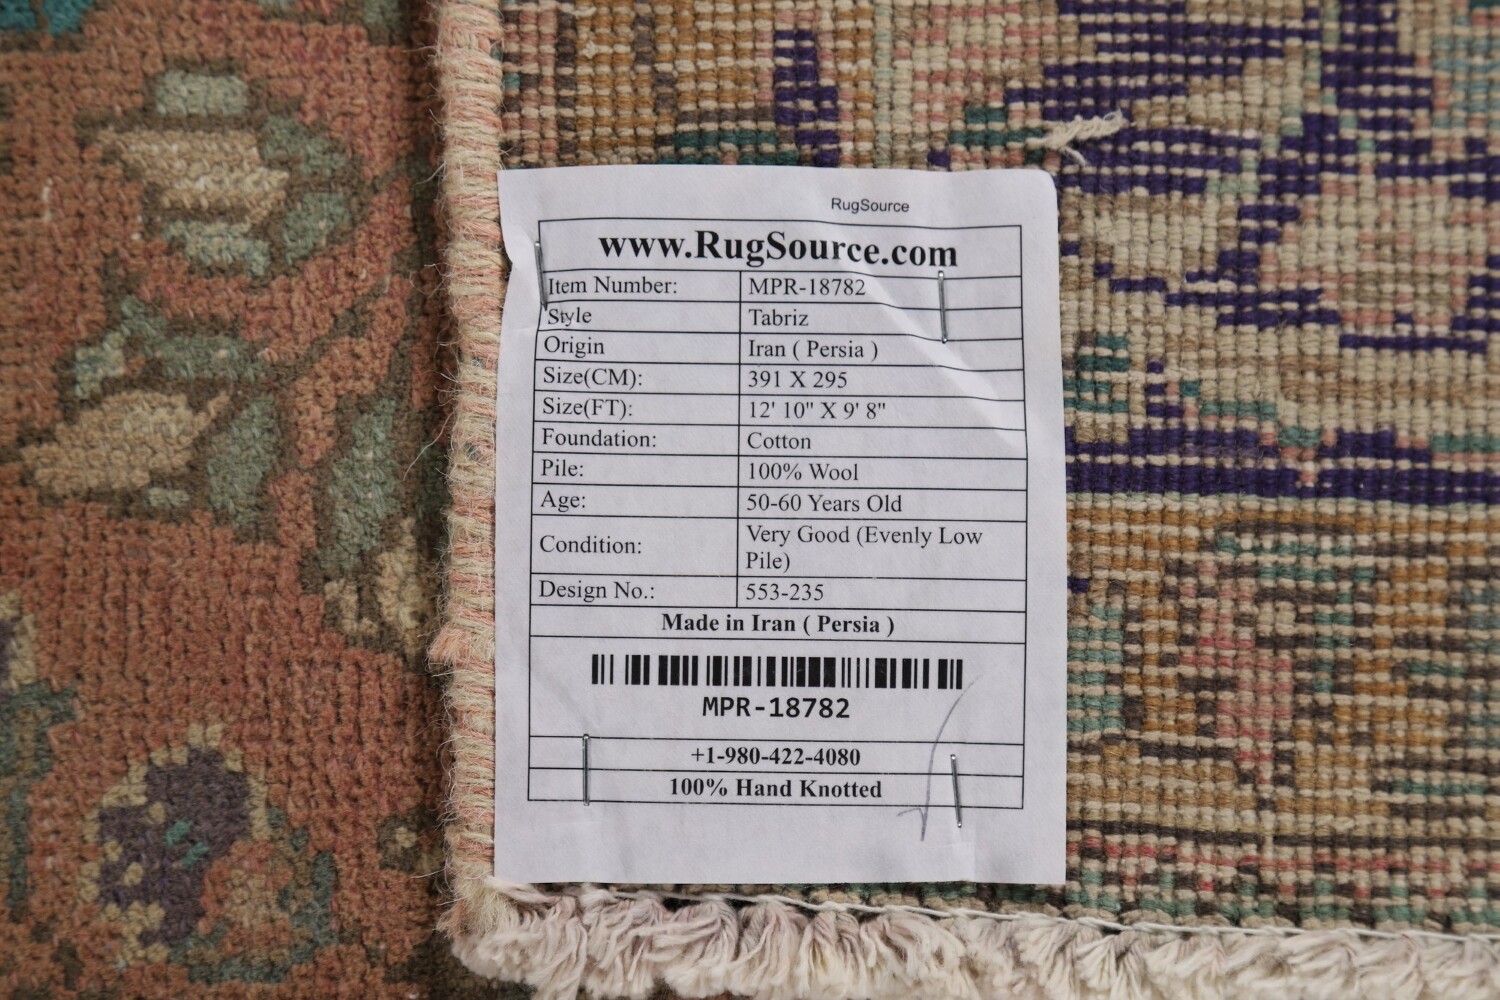 RugSource
www.RugSource.com
Item Number: MPR-18782
Style Tabriz
Origin Iran ( Persia )
Size(CM): 391 X 295
Size(FT): 12' 10" X 9' 8"
Foundation: Cotton
Pile: 100% Wool
Age: 50-60 Years Old
Condition: Very Good (Evenly Low
Pile)
Design No.: 553-235
Made in Iran ( Persia )
MPR-18782
+1-980-422-4080
100% Hand Knotted